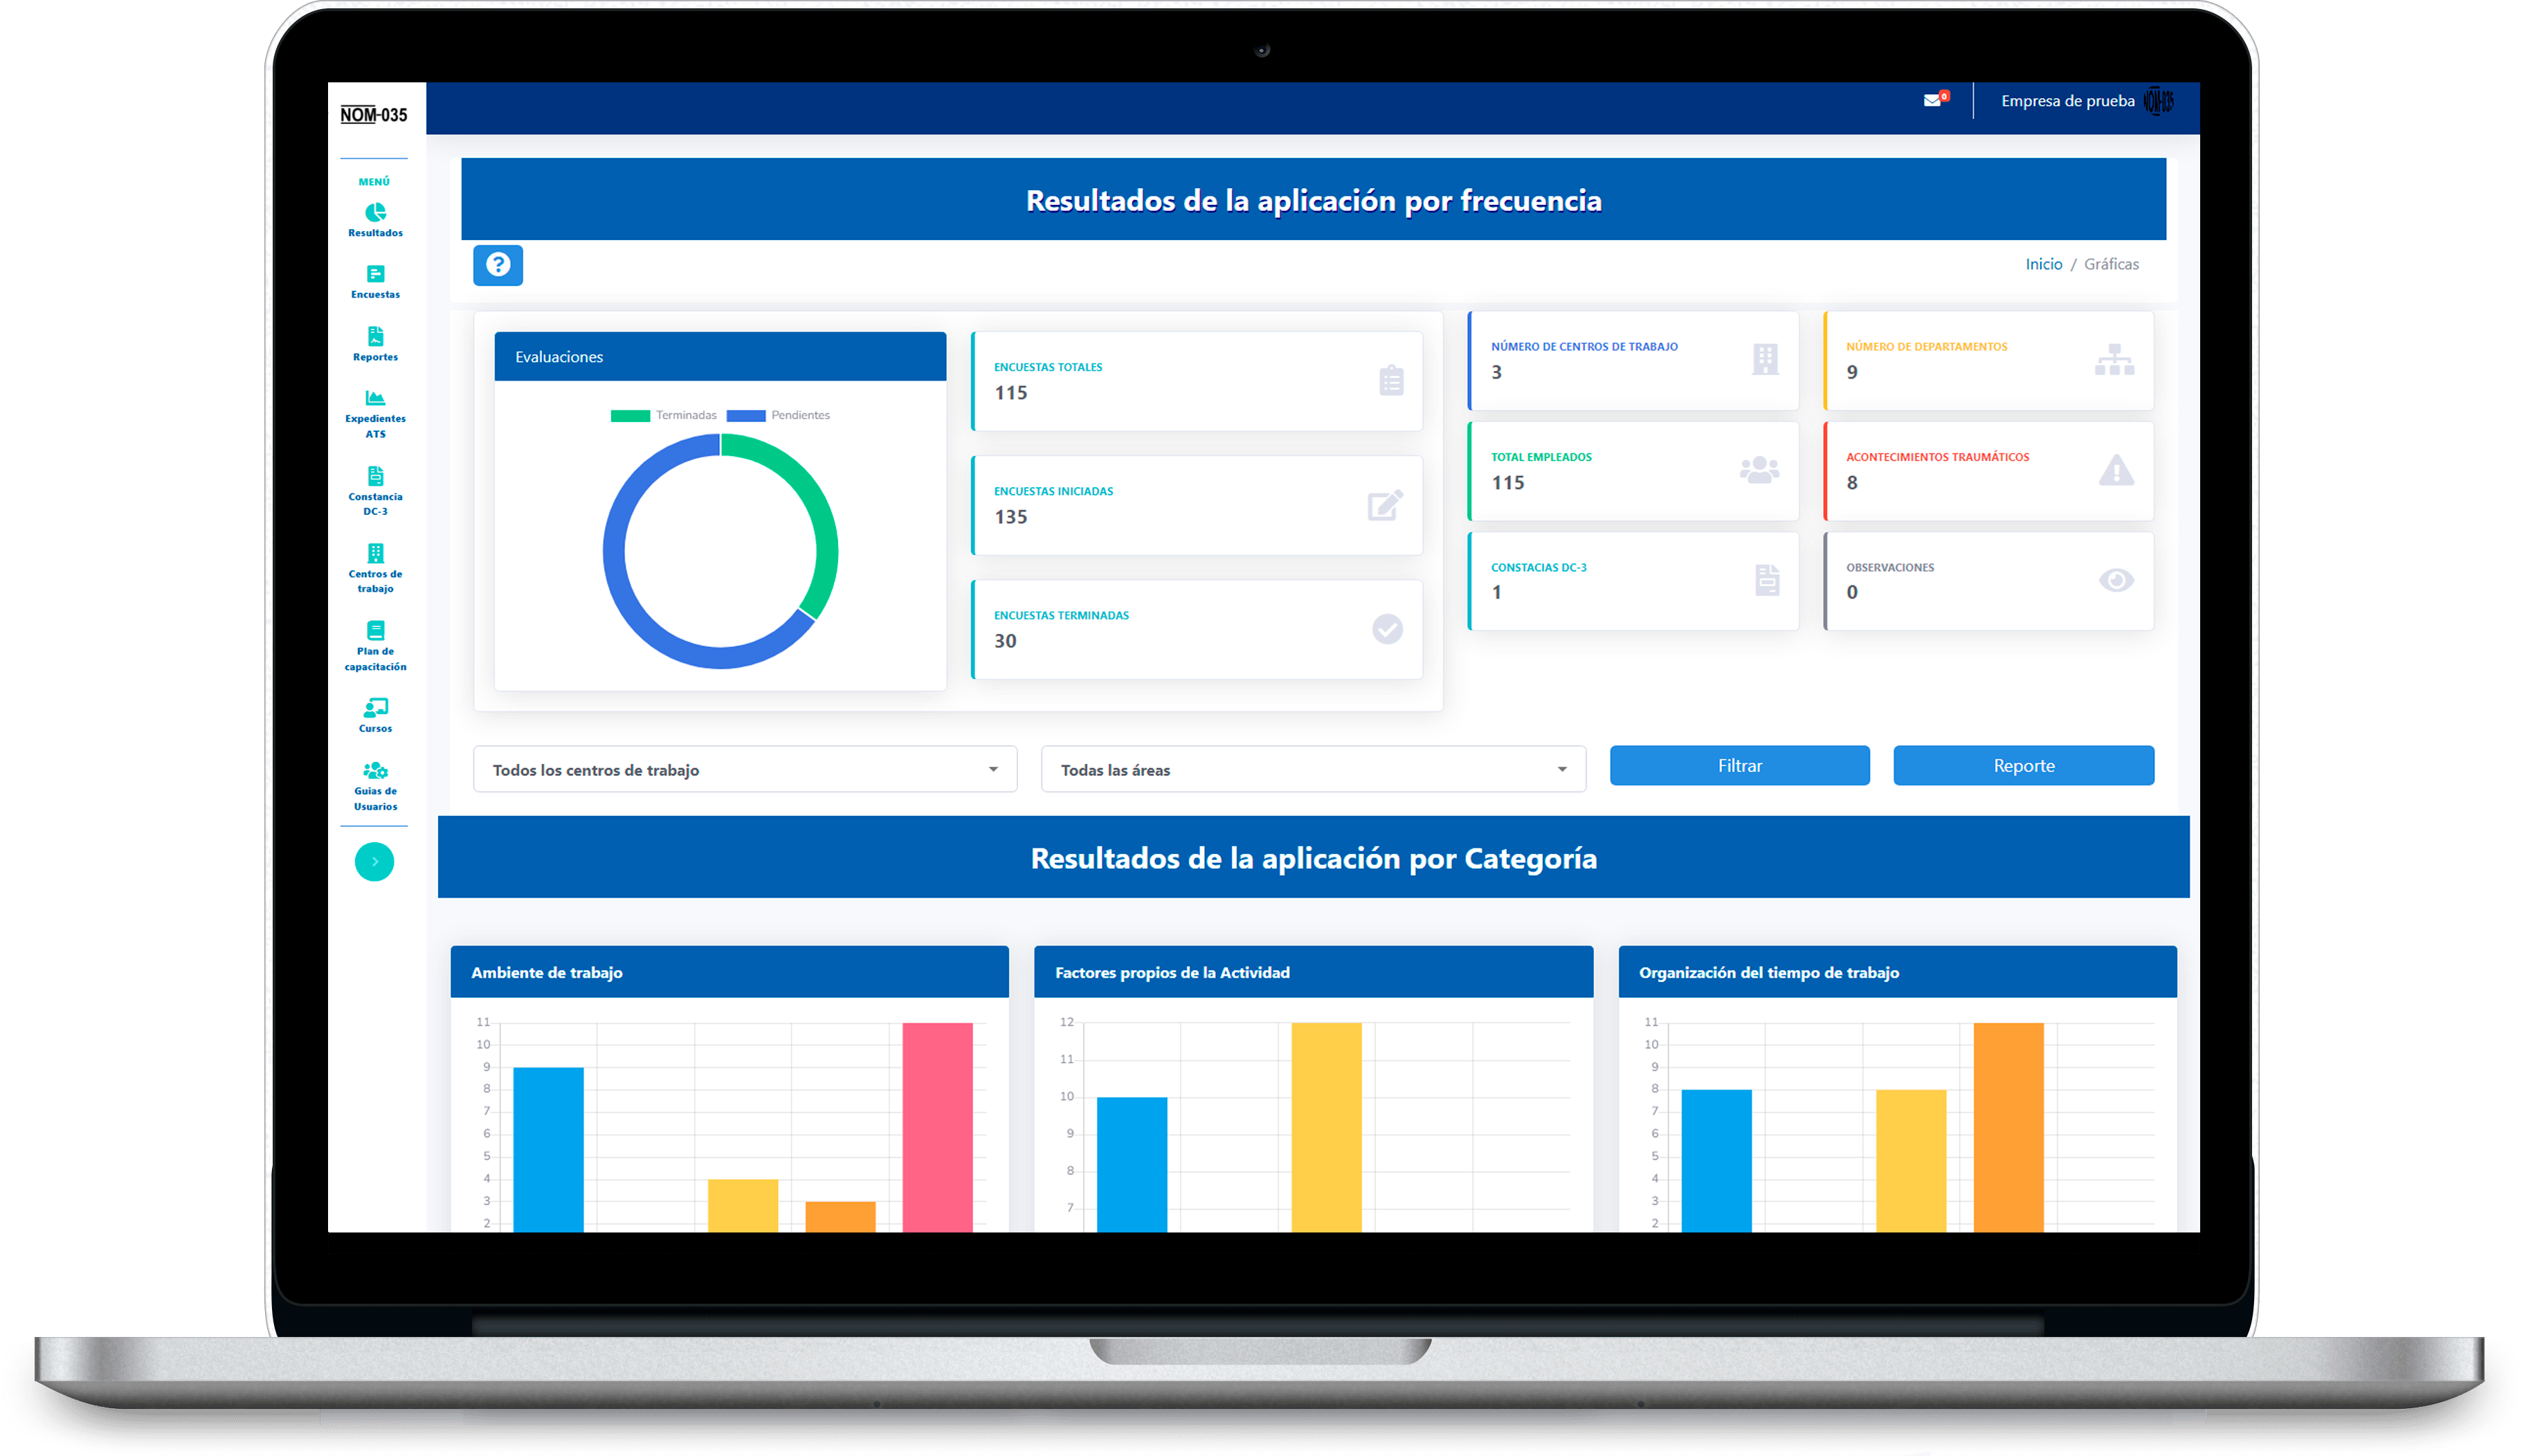 NOM-035
0
Empresa de prueba
NOM-035
MENÚ
Resultados
Encuestas
Reportes
Expedientes
ATS
Constancia
DC-3
Centros de
trabajo
Plan de
capacitación
Cursos
Guias de
Usuarios
Resultados de la aplicación por frecuencia
?
Inicio / Gráficas
Evaluaciones
Terminadas
Pendientes
ENCUESTAS TOTALES
115
ENCUESTAS INICIADAS
135
ENCUESTAS TERMINADAS
30
NÚMERO DE CENTROS DE TRABAJO
3
NÚMERO DE DEPARTAMENTOS
9
TOTAL EMPLEADOS
115
ACONTECIMIENTOS TRAUMÁTICOS
8
CONSTACIAS DC-3
1
OBSERVACIONES
0
Todos los centros de trabajo
Todas las áreas
Filtrar
Reporte
Resultados de la aplicación por Categoría
Ambiente de trabajo
11
10
9
8
7
6
5
4
3
2
Factores propios de la Actividad
12
11
10
9
8
7
Organización del tiempo de trabajo
11
10
9
8
7
6
5
4
3
2